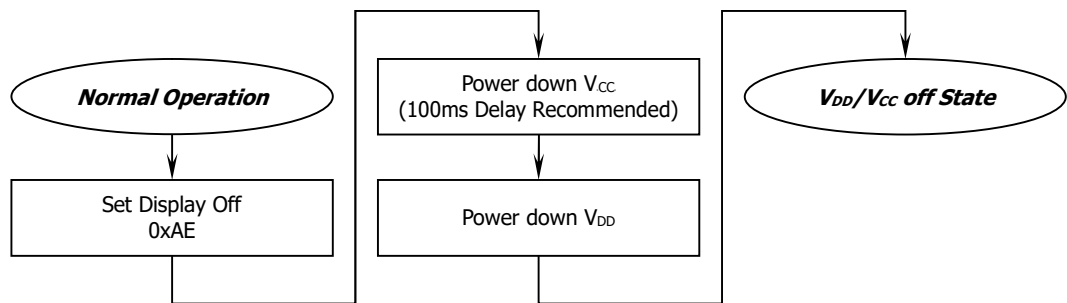 Normal Operation
Set Display Off
0xAE
Power down VCC
(100ms Delay Recommended)
Power down VDD
VDD/VCC off State